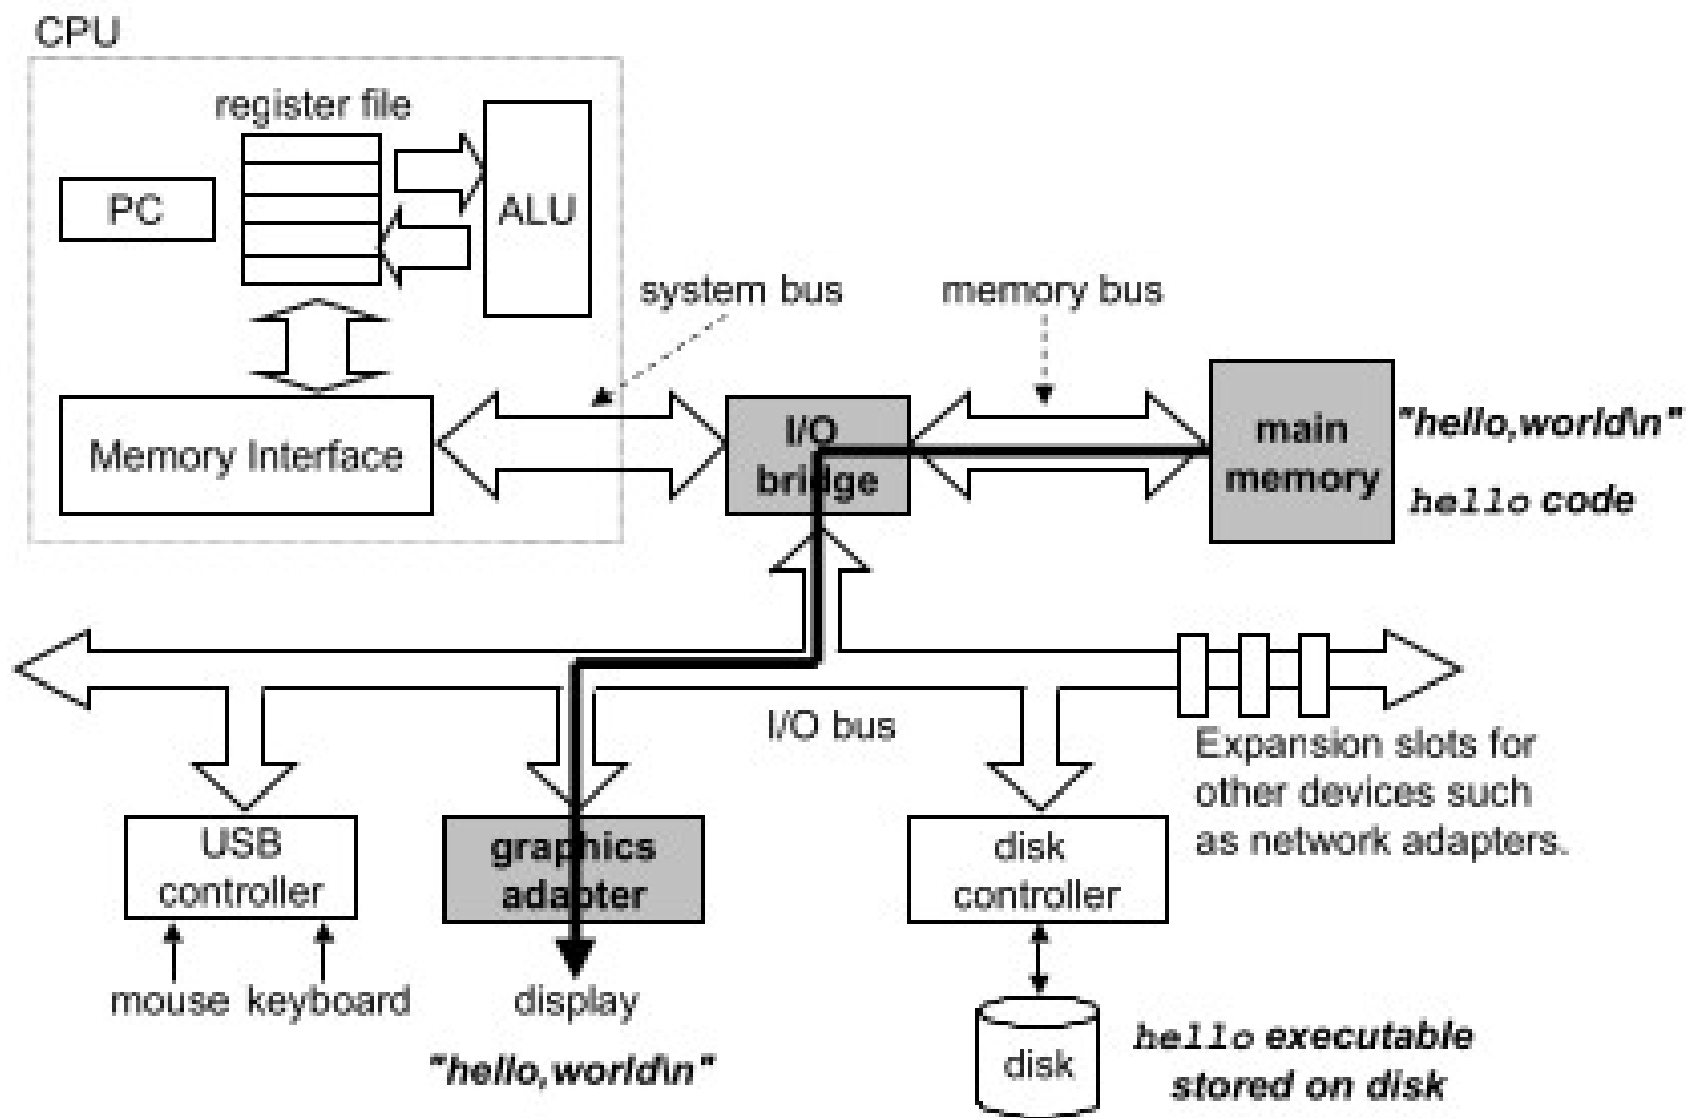 CPU
register file
PC
ALU
system bus
memory bus
Memory Interface
I/O
bridge
main
memory
"hello,world\n"
hello code
I/O bus
Expansion slots for
other devices such
as network adapters.
USB
controller
graphics
adapter
disk
controller
mouse
keyboard
display
"hello,world\n"
disk
hello executable
stored on disk